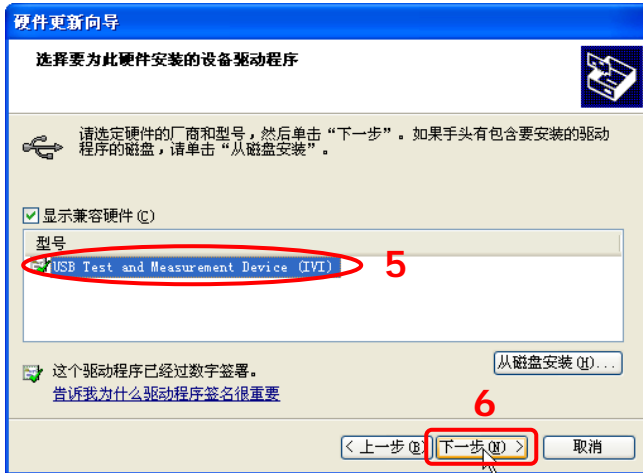 硬件更新向导
选择要为此硬件安装的设备驱动程序
请选定硬件的厂商和型号，然后单击“下一步”。如果手头有包含要安装的驱动
程序的磁盘，请单击“从磁盘安装”。
显示兼容硬件(C)
型号
USB Test and Measurement Device (IVI)
5
这个驱动程序已经过数字签署。
告诉我为什么驱动程序签名很重要
从磁盘安装(H)...
6
< 上一步(B) 下一步(N) > 取消